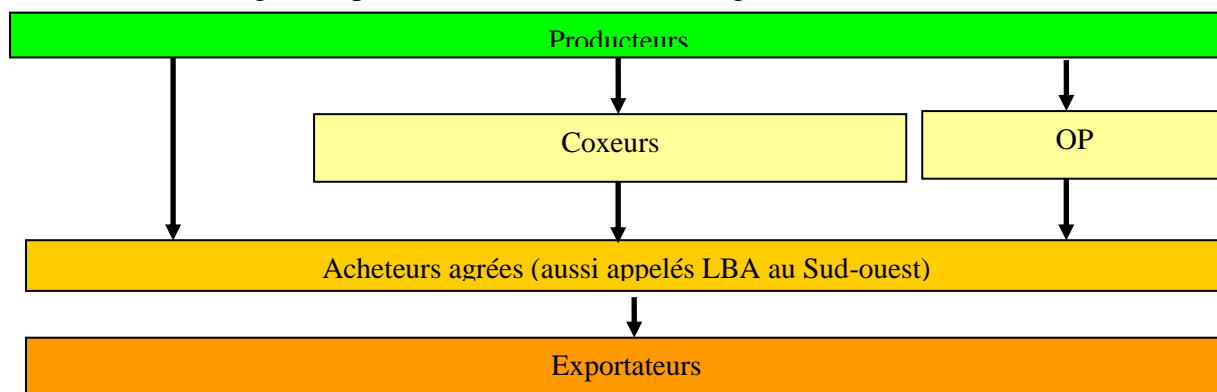 Producteurs
Coxeurs
OP
Acheteurs agrées (aussi appelés LBA au Sud-ouest)
Exportateurs